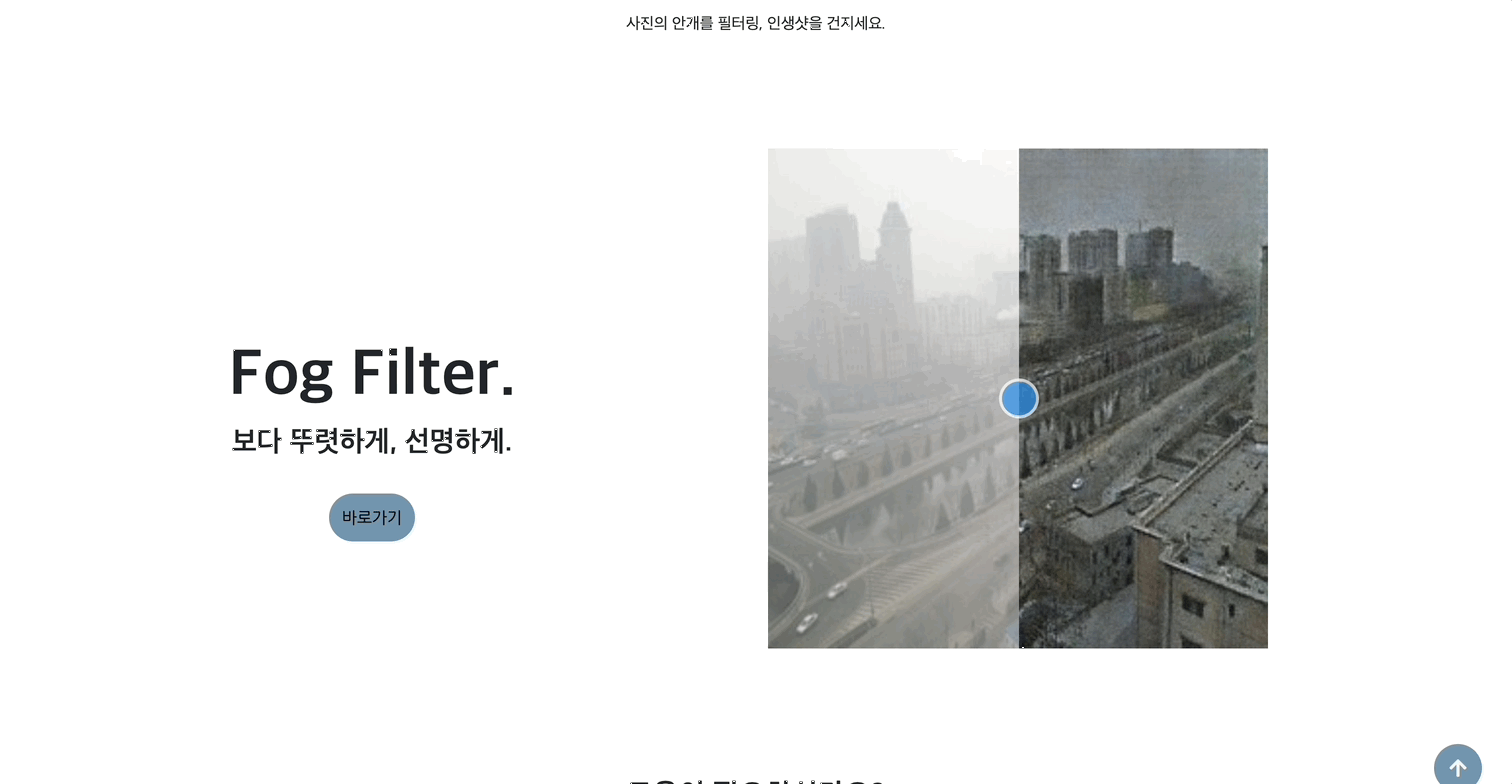 사진의 안개를 필터링, 인생샷을 건지세요.
Fog Filter.
보다 뚜렷하게, 선명하게.
바로가기